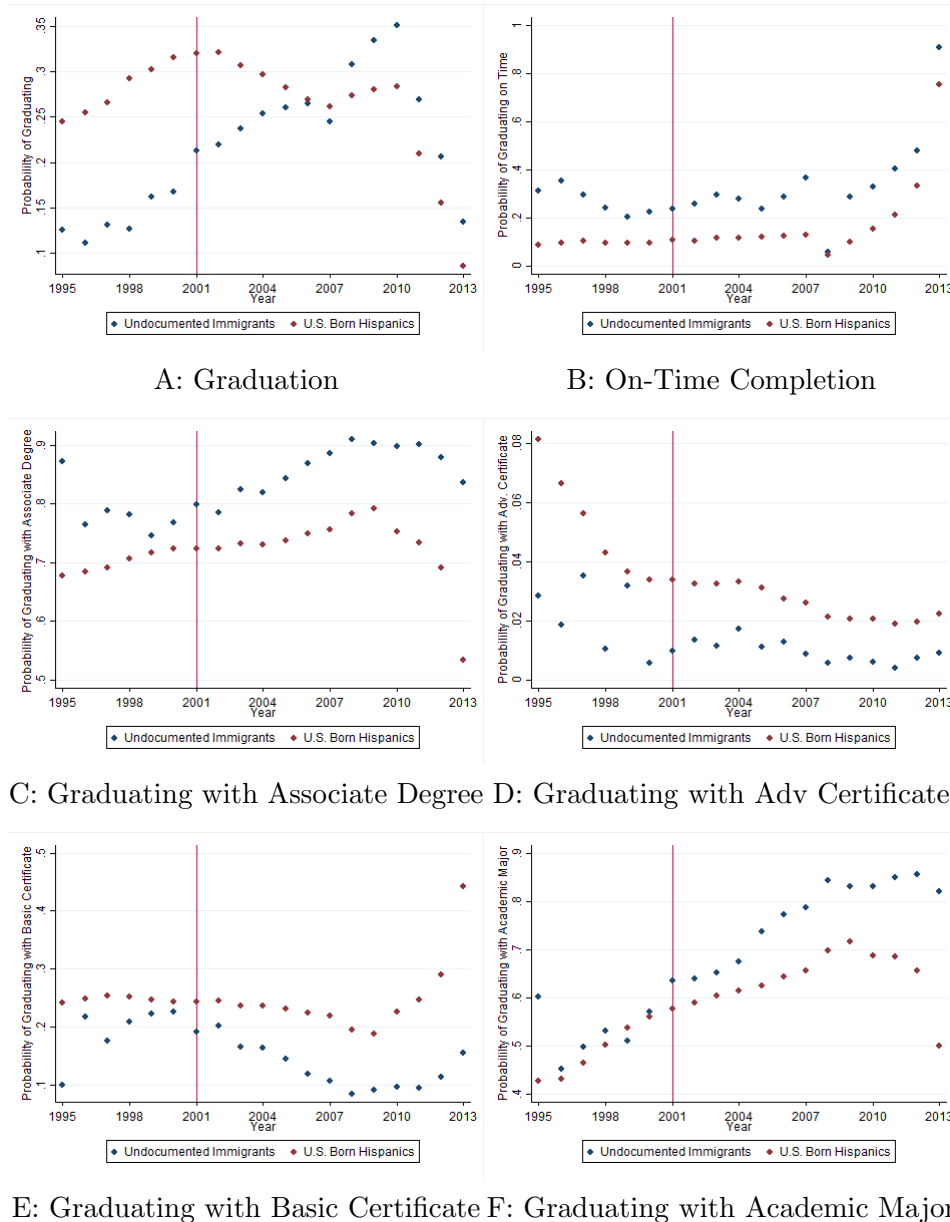 Probability of Graduating
.1 .15 .2 .25 .3 .35
1995 1998 2001 2004 2007 2010 2013
Year
Undocumented Immigrants U.S. Born Hispanics
A: Graduation
Probability of Graduating on Time
0 .2 .4 .6 .8 1
1995 1998 2001 2004 2007 2010 2013
Year
Undocumented Immigrants U.S. Born Hispanics
B: On-Time Completion
Probability of Graduating with Associate Degree
.5 .6 .7 .8 .9
1995 1998 2001 2004 2007 2010 2013
Year
Undocumented Immigrants U.S. Born Hispanics
C: Graduating with Associate Degree
Probability of Graduating with Adv. Certificate
0 .02 .04 .06 .08
1995 1998 2001 2004 2007 2010 2013
Year
Undocumented Immigrants U.S. Born Hispanics
D: Graduating with Adv Certificate
Probability of Graduating with Basic Certificate
.1 .2 .3 .4 .5
1995 1998 2001 2004 2007 2010 2013
Year
Undocumented Immigrants U.S. Born Hispanics
E: Graduating with Basic Certificate
Probability of Graduating with Academic Major
.4 .5 .6 .7 .8 .9
1995 1998 2001 2004 2007 2010 2013
Year
Undocumented Immigrants U.S. Born Hispanics
F: Graduating with Academic Major